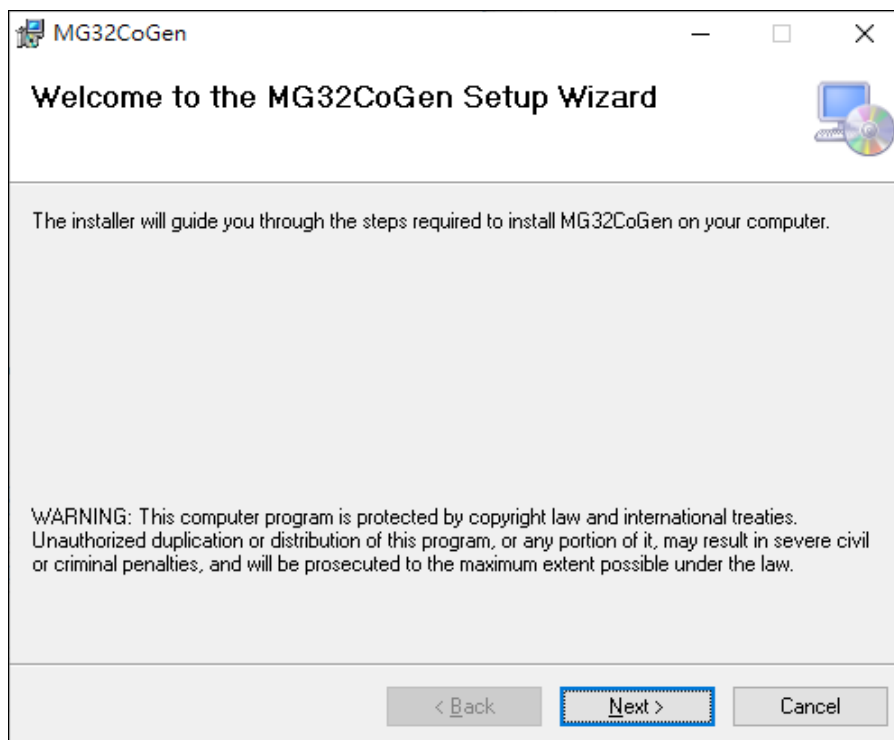 MG32CoGen
Welcome to the MG32CoGen Setup Wizard
The installer will guide you through the steps required to install MG32CoGen on your computer.
WARNING: This computer program is protected by copyright law and international treaties.
Unauthorized duplication or distribution of this program, or any portion of it, may result in severe civil
or criminal penalties, and will be prosecuted to the maximum extent possible under the law.
< Back
Next >
Cancel